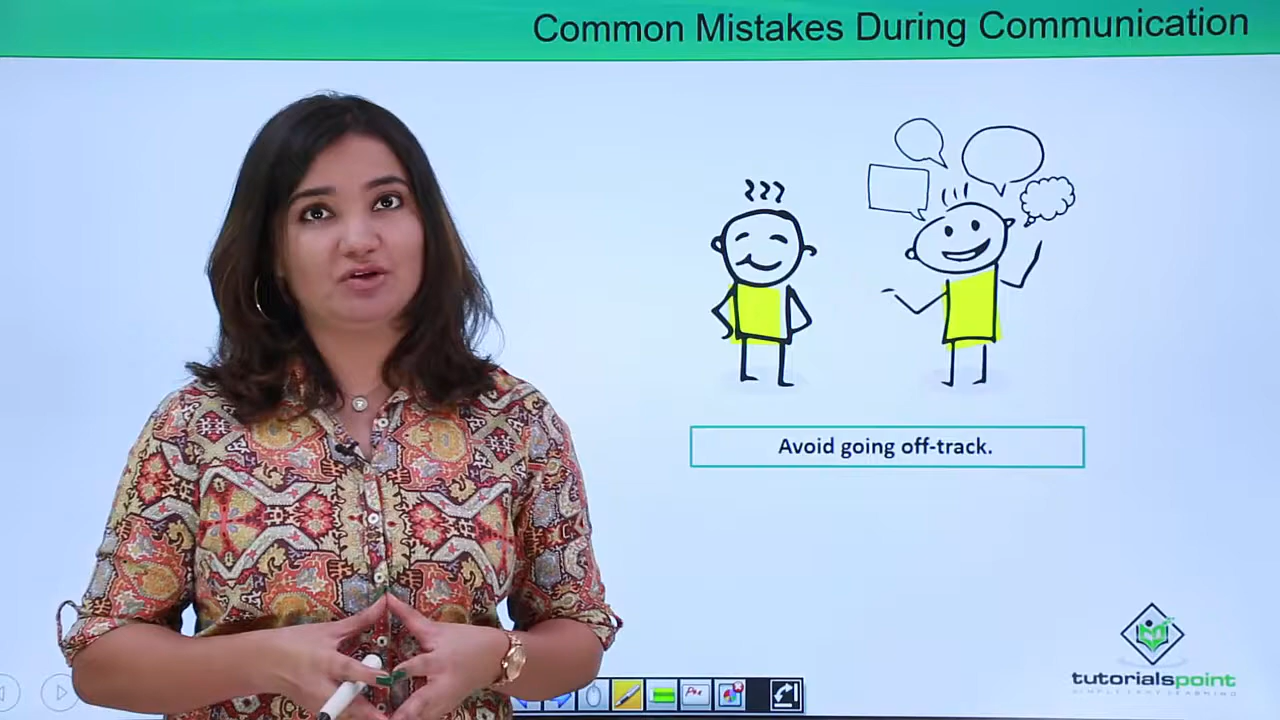 Common Mistakes During Communication
Avoid going off-track.
tutorialspoint
SIMPLY EASY LEARNING